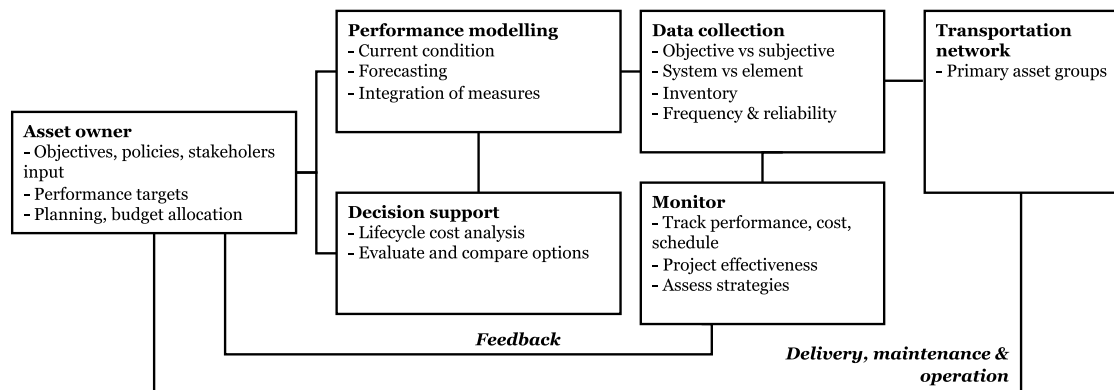 Performance modelling
- Current condition
- Forecasting
- Integration of measures
Data collection
- Objective vs subjective
- System vs element
- Inventory
- Frequency & reliability
Transportation
network
- Primary asset groups
Asset owner
- Objectives, policies, stakeholers
input
- Performance targets
- Planning, budget allocation
Decision support
- Lifecycle cost analysis
- Evaluate and compare options
Monitor
- Track performance, cost,
schedule
- Project effectiveness
- Assess strategies
Feedback
Delivery, maintenance &
operation